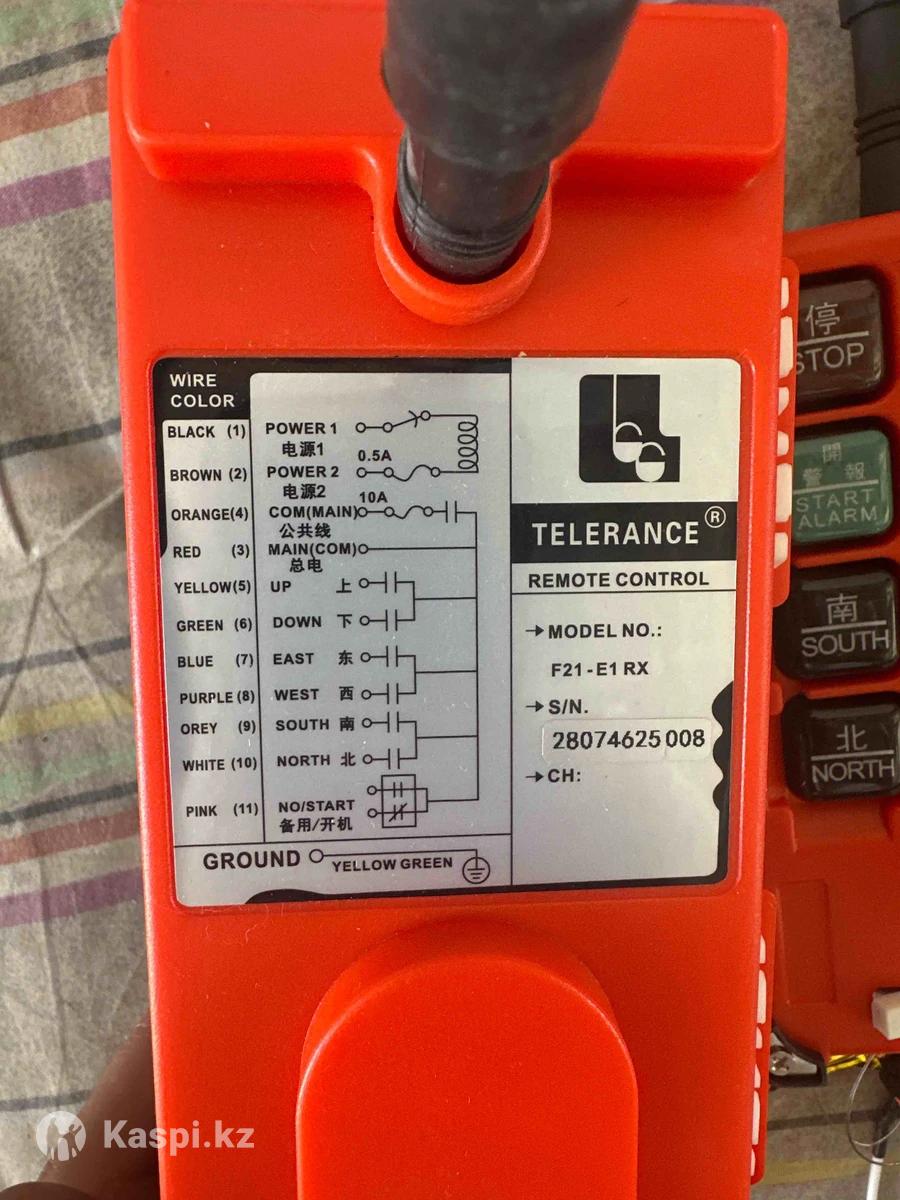 WIRE
COLOR
BLACK (1) POWER 1
电源1
0.5A
BROWN (2) POWER 2
电源2
10A
ORANGE(4) COM(MAIN)
公共线
RED (3) MAIN(COM)
总电
YELLOW(5) UP 上
GREEN (6) DOWN 下
BLUE (7) EAST 东
PURPLE(8) WEST 西
OREY (9) SOUTH 南
WHITE (10) NORTH 北
PINK (11) NO/START
备用/开机
GROUND YELLOW GREEN
TELERANCE®
REMOTE CONTROL
→MODEL NO.:
F21-E1 RX
→S/N.
28074625 008
→CH:
停
STOP
開
警報
START
ALARM
南
SOUTH
北
NORTH
Kaspi.kz